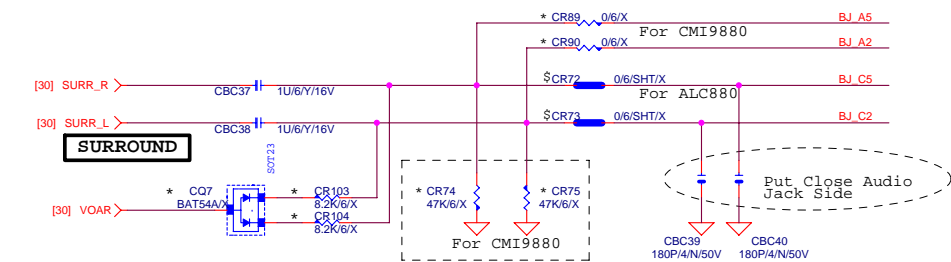 * CR89 0/6/X BJ_A5
For CMI9880
* CR90 0/6/X BJ_A2
[30] SURR_R $CR72 0/6/SHT/X BJ_C5
CBC37 1U/6/Y/16V For ALC880
[30] SURR_L $CR73 0/6/SHT/X BJ_C2
CBC38 1U/6/Y/16V
SURROUND
SOT23
* CQ7 * CR103 * CR74 * CR75 Put Close Audio
BAT54A/X 8.2K/6/X 47K/6/X 47K/6/X Jack Side
[30] VOAR * CR104
8.2K/6/X
For CMI9880 CBC39 CBC40
180P/4/N/50V 180P/4/N/50V